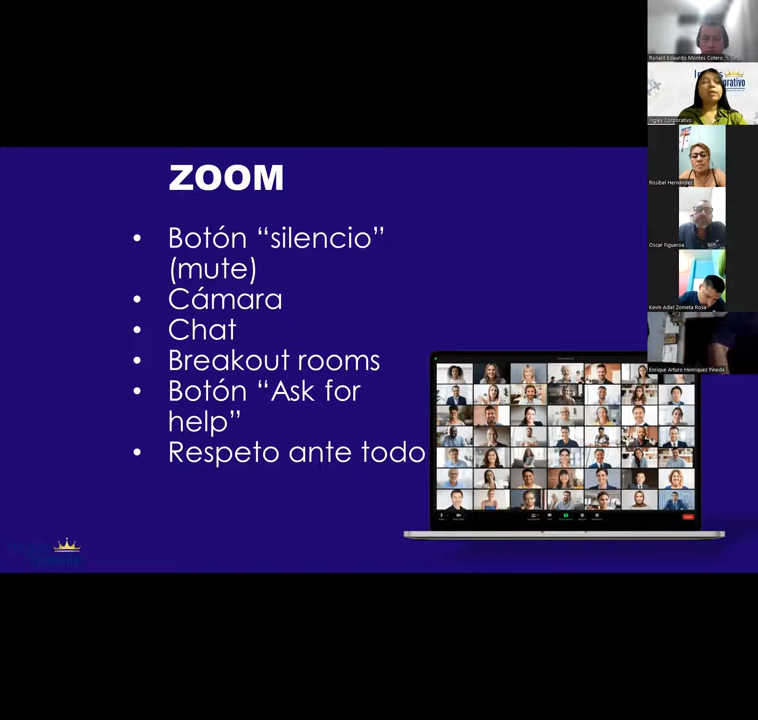 ZOOM
• Botón “silencio”
(mute)
• Cámara
• Chat
• Breakout rooms
• Botón “Ask for
help”
• Respeto ante todo
Ronald Eduardo Montes Cotero
Inglés Corporativo
Rosibel Hernández
Oscar Figueroa
Kevin Adiel Zometa Rosa
Enrique Arturo Henriquez Pineda